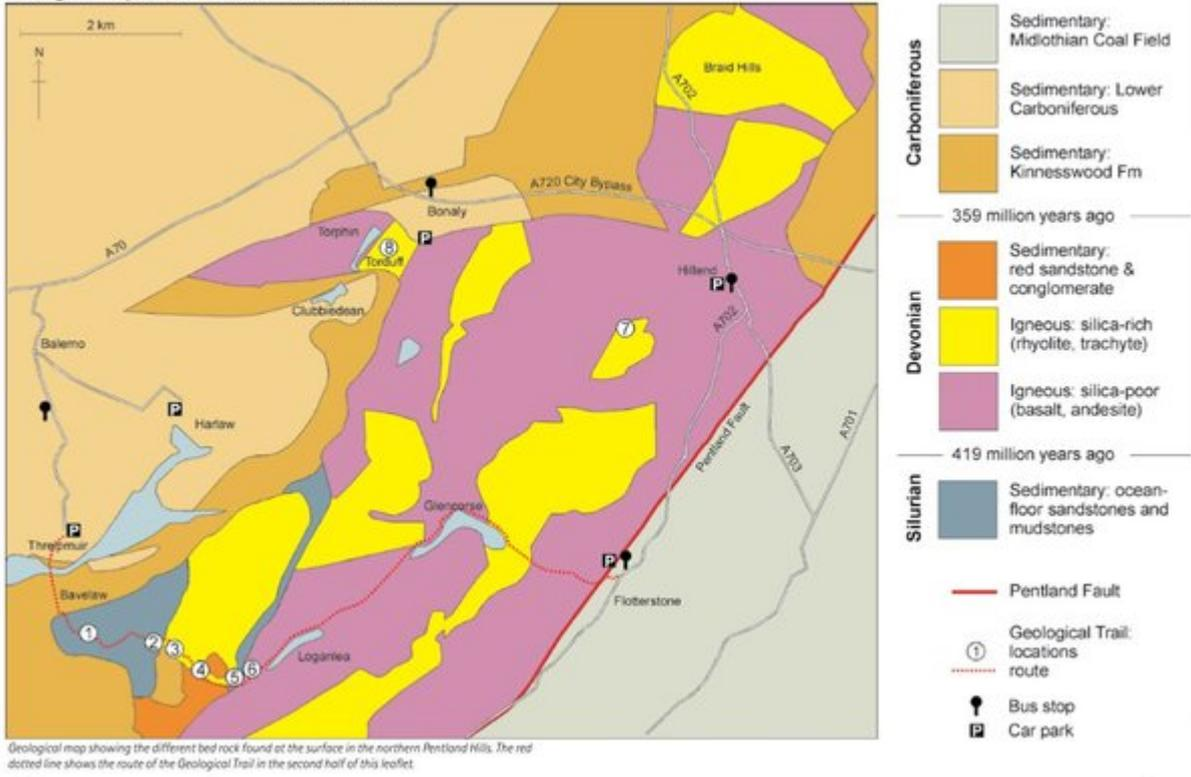 2 km
N
Braid Hills
A702
A720 City Bypass
Bonaly
Torphin
8
Torduff
A70
Clubbiedean
Hillend
P
A702
7
Balerno
P
Harlaw
Pentland Fault
A701
A703
Glencorse
P
Threipmuir
P
Flotterstone
Bavelaw
1
2
3
4
5
6
Loganlea
Geological map showing the different bed rock found at the surface in the northern Pentland Hills. The red
dotted line shows the route of the Geological Trail in the second half of this leaflet.
Carboniferous
Sedimentary:
Midlothian Coal Field
Sedimentary: Lower
Carboniferous
Sedimentary:
Kinnesswood Fm
359 million years ago
Devonian
Sedimentary:
red sandstone &
conglomerate
Igneous: silica-rich
(rhyolite, trachyte)
Igneous: silica-poor
(basalt, andesite)
419 million years ago
Silurian
Sedimentary: ocean-
floor sandstones and
mudstones
Pentland Fault
1
Geological Trail:
locations
route
Bus stop
P
Car park